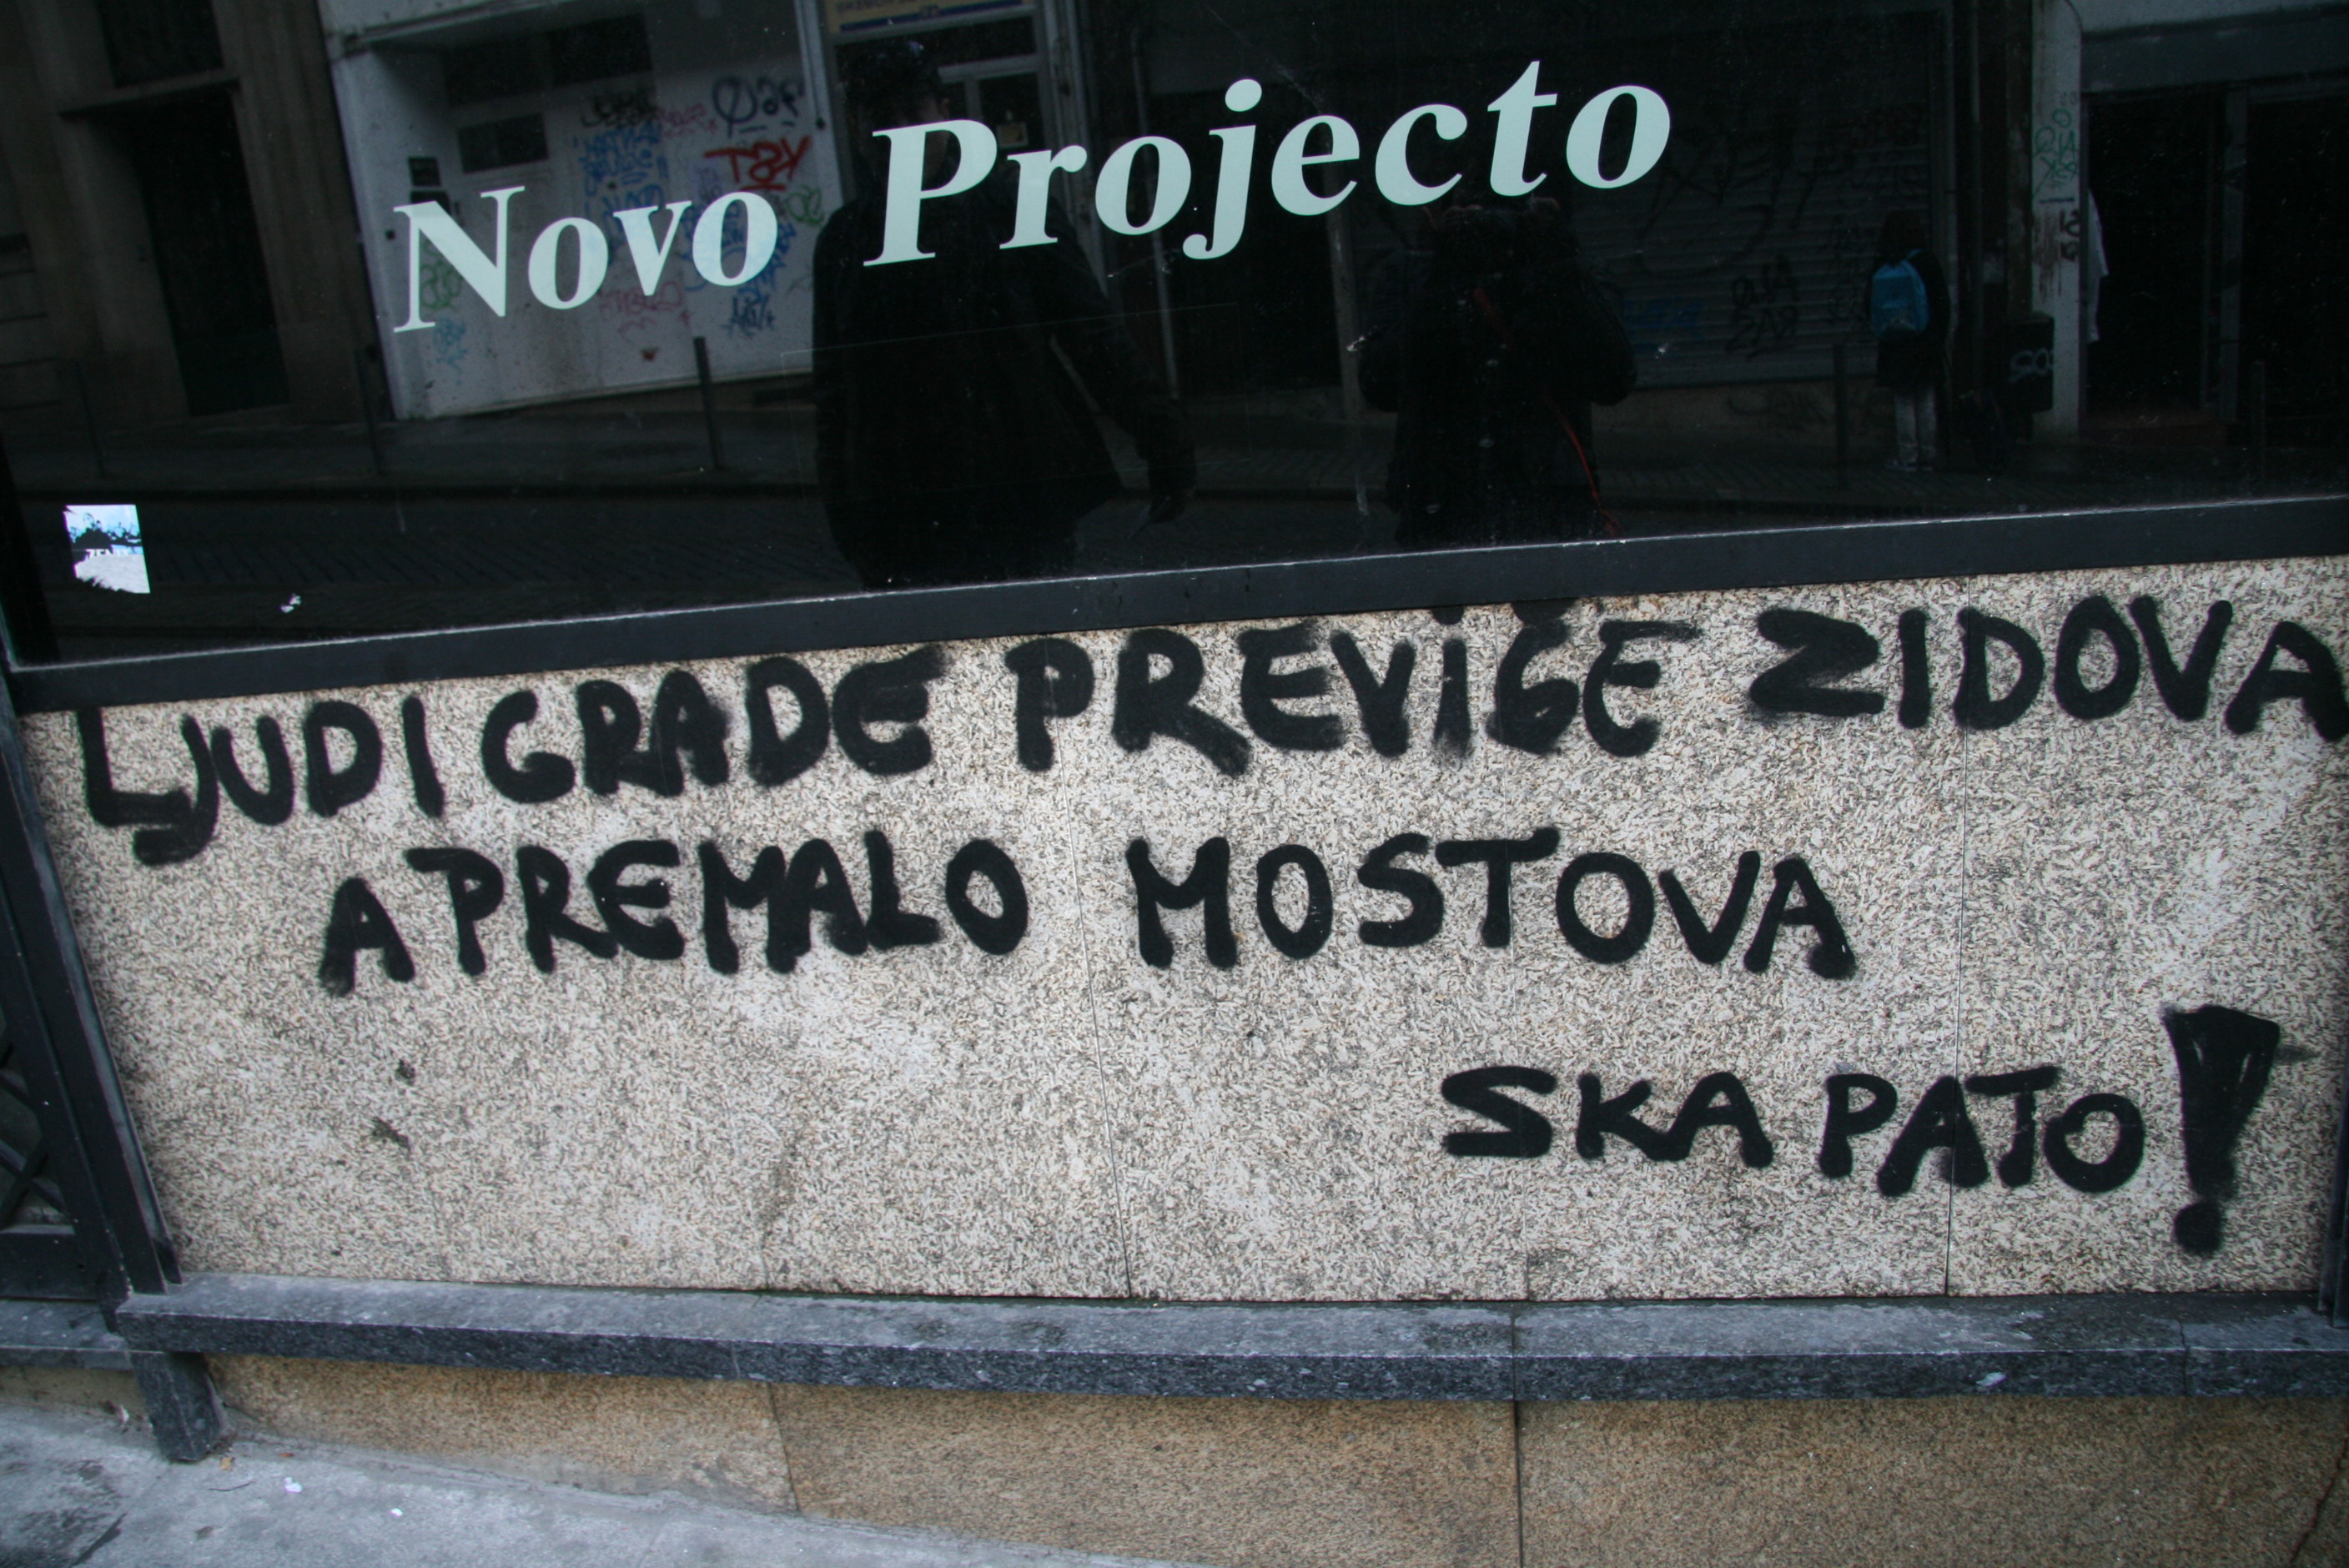 Novo Projecto
LJUDI GRADE PREVIŠE ZIDOVA
A PREMALO MOSTOVA
SKA PATO!